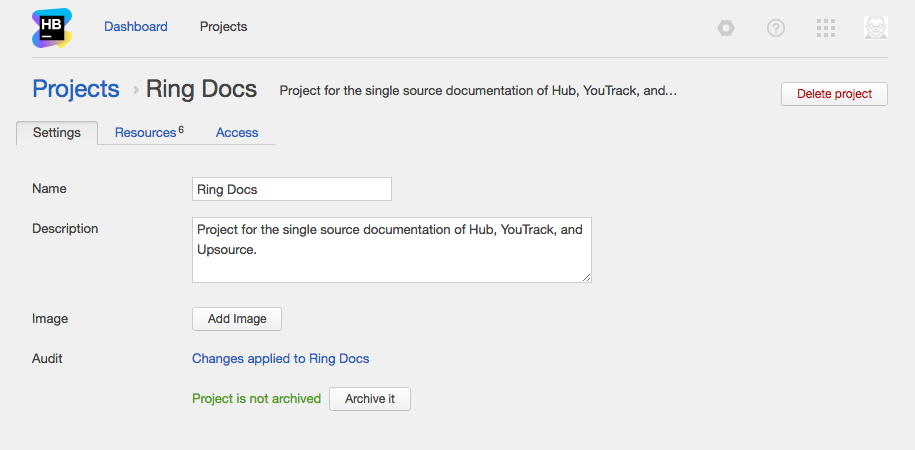 HB
Dashboard
Projects
Projects › Ring Docs
Project for the single source documentation of Hub, YouTrack, and...
Delete project
Settings
Resources 6
Access
Name
Ring Docs
Description
Project for the single source documentation of Hub, YouTrack, and
Upsource.
Image
Add Image
Audit
Changes applied to Ring Docs
Project is not archived
Archive it